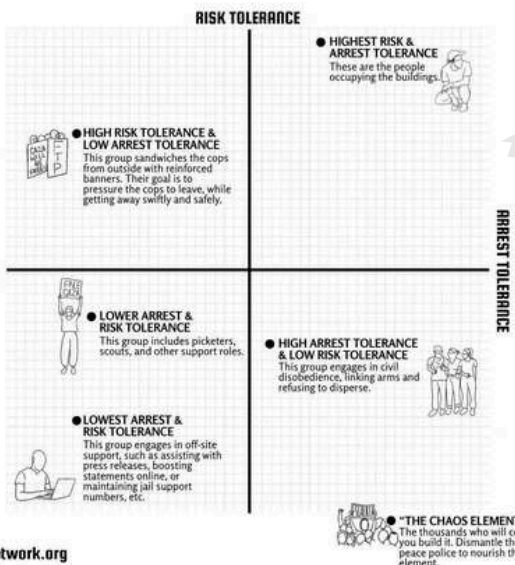 RISK TOLERANCE
HIGHEST RISK &
ARREST TOLERANCE
These are the people
occupying the buildings.
HIGH RISK TOLERANCE &
LOW ARREST TOLERANCE
This group sandwiches the cops
from outside with reinforced
banners. Their goal is to
pressure the cops to leave, while
getting away swiftly and safely.
FTP
ARREST TOLERANCE
LOWER ARREST &
RISK TOLERANCE
This group includes picketers,
scouts, and other support roles.
HIGH ARREST TOLERANCE
& LOW RISK TOLERANCE
This group engages in civil
disobedience, linking arms and
refusing to disperse.
LOWEST ARREST &
RISK TOLERANCE
This group engages in off-site
support, such as assisting with
press releases, boosting
statements online, or
maintaining jail support
numbers, etc.
"THE CHAOS ELEMENT
The thousands who will
you build it. Dismantle
peace police to nourish
element.
twork.org